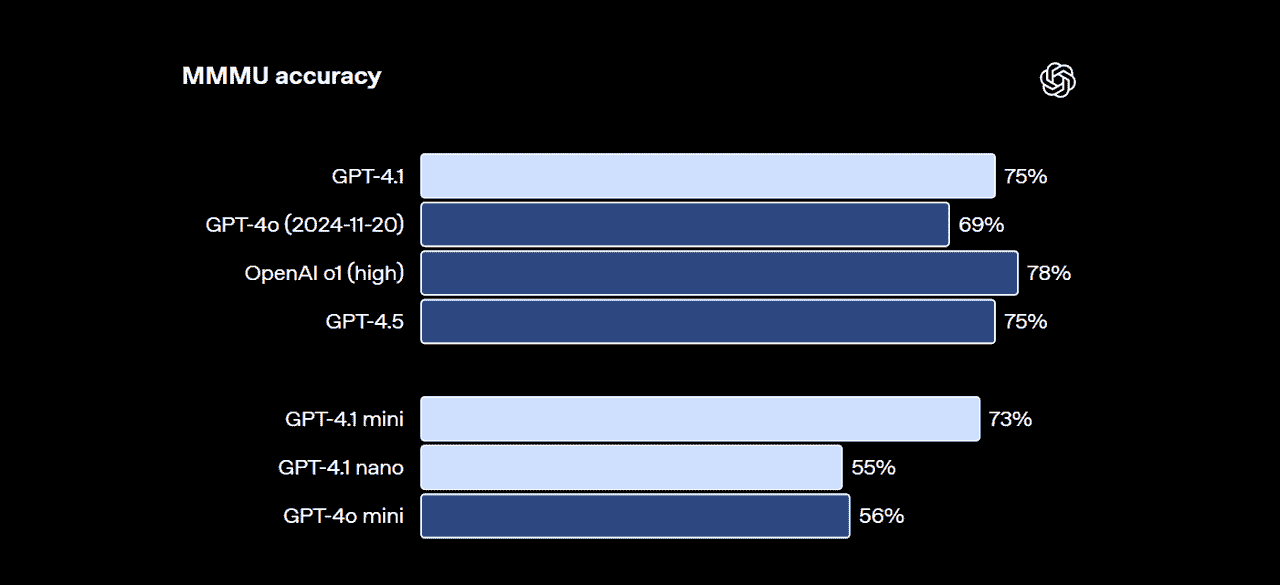 MMMU accuracy
GPT-4.1 75%
GPT-4o (2024-11-20) 69%
OpenAI o1 (high) 78%
GPT-4.5 75%
GPT-4.1 mini 73%
GPT-4.1 nano 55%
GPT-4o mini 56%